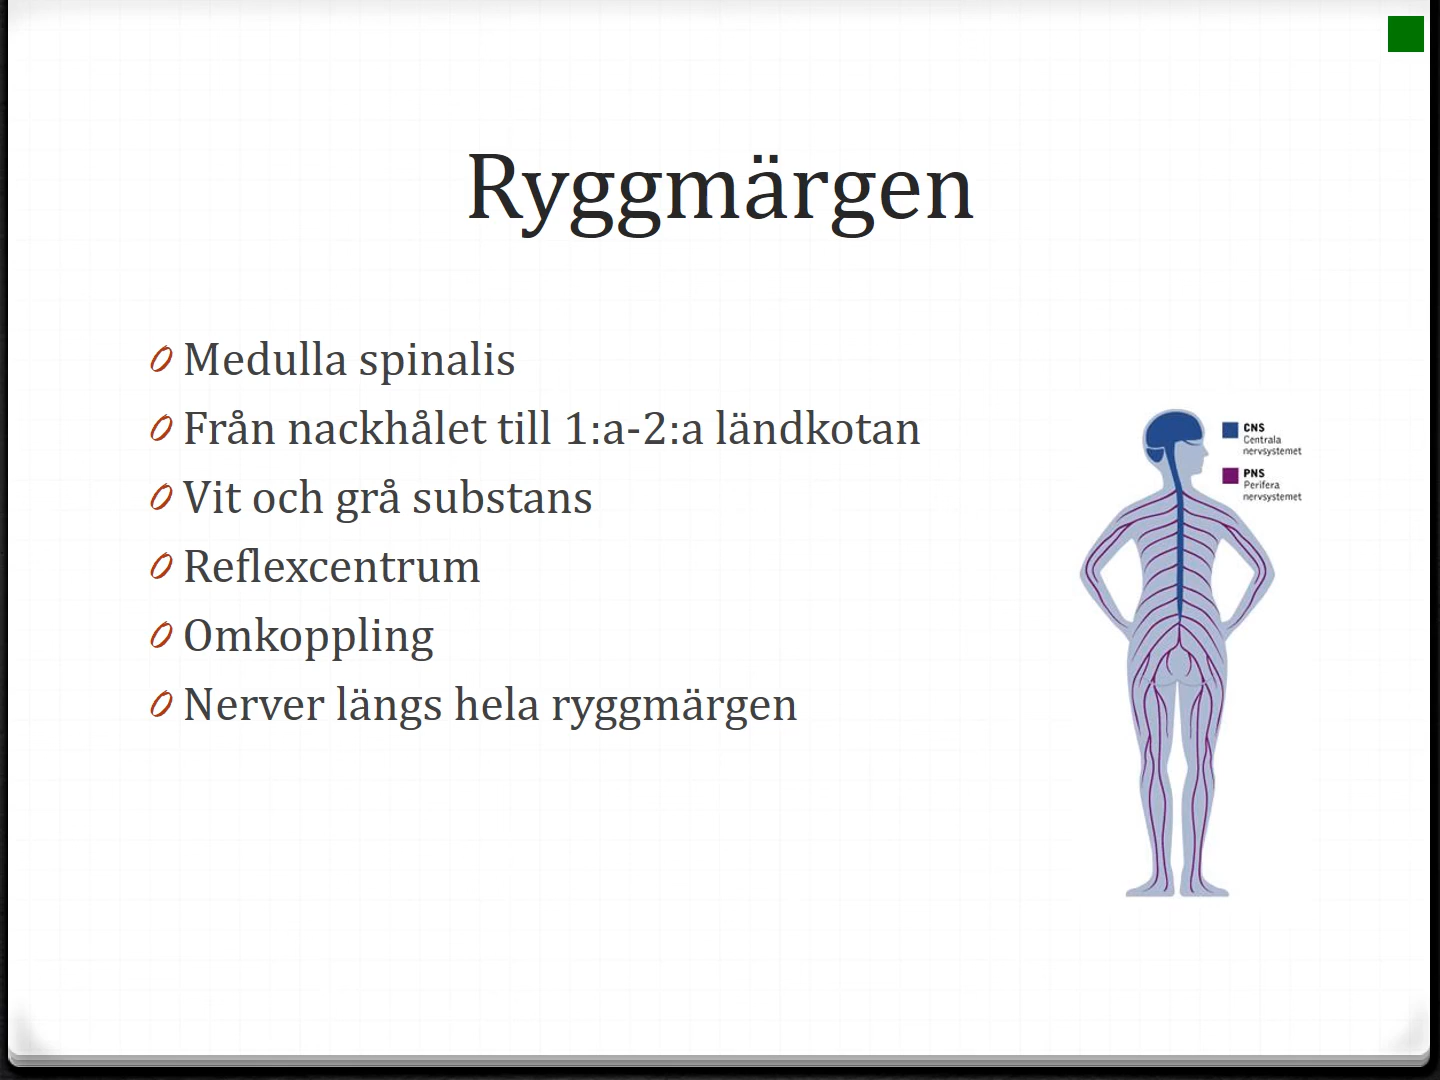 Ryggmärgen
Medulla spinalis
Från nackhålet till 1:a-2:a ländkotan
Vit och grå substans
Reflexcentrum
Omkoppling
Nerver längs hela ryggmärgen
CNS
Centrala
nervsystemet
PNS
Perifera
nervsystemet